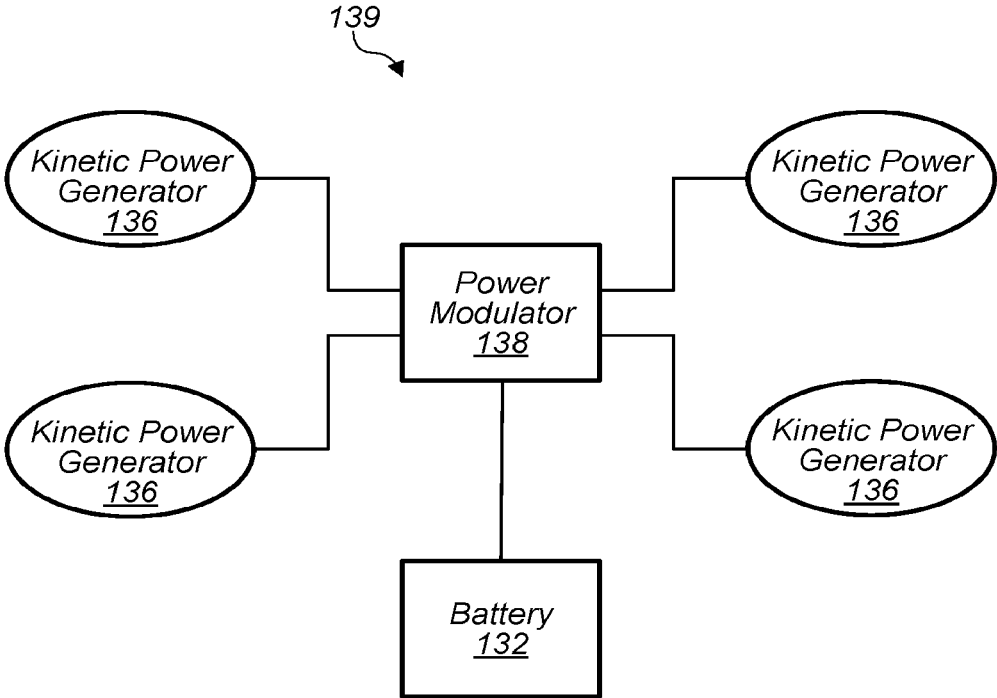 139
Kinetic Power
Generator
136
Kinetic Power
Generator
136
Power
Modulator
138
Kinetic Power
Generator
136
Kinetic Power
Generator
136
Battery
132